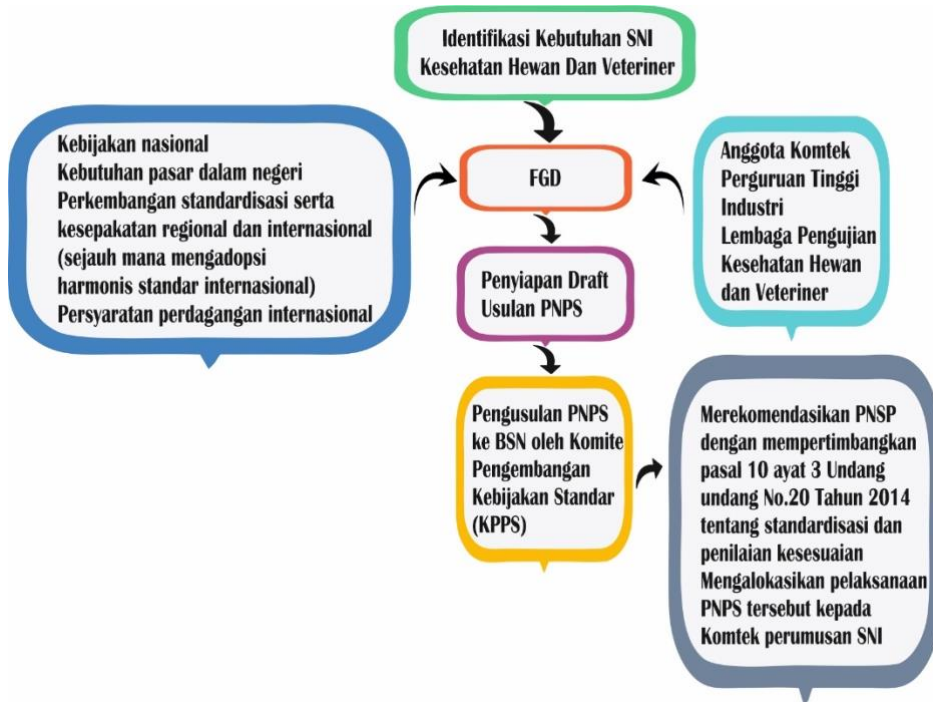 Identifikasi Kebutuhan SNI
Kesehatan Hewan Dan Veteriner
Kebijakan nasional
Kebutuhan pasar dalam negeri
Perkembangan standardisasi serta
kesepakatan regional dan internasional
(sejauh mana mengadopsi
harmonis standar internasional)
Persyaratan perdagangan internasional
FGD
Anggota Komtek
Perguruan Tinggi
Industri
Lembaga Pengujian
Kesehatan Hewan
dan Veteriner
Penyiapan Draft
Usulan PNPS
Pengusulan PNPS
ke BSN oleh Komite
Pengembangan
Kebijakan Standar
(KPPS)
Merekomendasikan PNSP
dengan mempertimbangkan
pasal 10 ayat 3 Undang
undang No.20 Tahun 2014
tentang standardisasi dan
penilaian kesesuaian
Mengalokasikan pelaksanaan
PNPS tersebut kepada
Komtek perumusan SNI